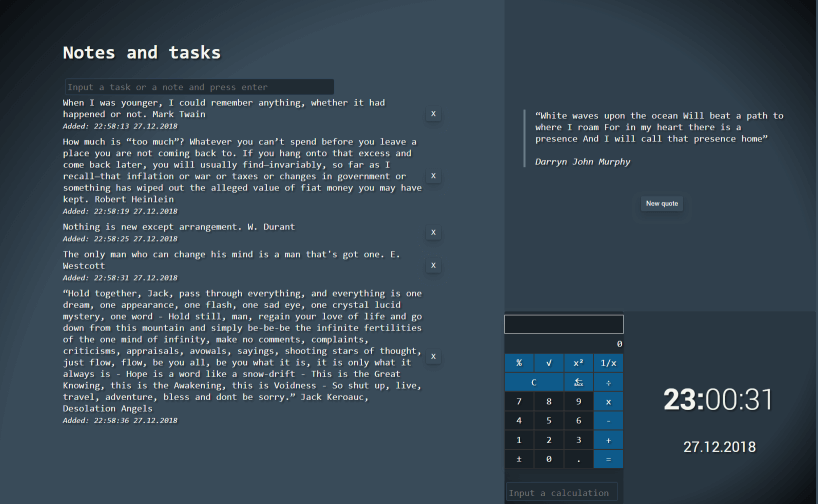 Notes and tasks
Input a task or a note and press enter
When I was younger, I could remember anything, whether it had
happened or not. Mark Twain
X
Added: 22:58:13 27.12.2018
How much is “too much”? Whatever you can’t spend before you leave a
place you are not coming back to. If you hang onto that excess and
come back later, you will usually find—invariably, so far as I
recall—that inflation or war or taxes or changes in government or
something has wiped out the alleged value of fiat money you may have
kept. Robert Heinlein
X
Added: 22:58:19 27.12.2018
Nothing is new except arrangement. W. Durant
X
Added: 22:58:25 27.12.2018
The only man who can change his mind is a man that's got one. E.
Westcott
X
Added: 22:58:31 27.12.2018
“Hold together, Jack, pass through everything, and everything is one
dream, one appearance, one flash, one sad eye, one crystal lucid
mystery, one word - Hold still, man, regain your love of life and go
down from this mountain and simply be-be-be the infinite fertilities
of the one mind of infinity, make no comments, complaints,
criticisms, appraisals, avowals, sayings, shooting stars of thought,
just flow, flow, be you all, be you what it is, it is only what it
always is - Hope is a word like a snow-drift - This is the Great
Knowing, this is the Awakening, this is Voidness - So shut up, live,
travel, adventure, bless and dont be sorry.” Jack Keroauc,
Desolation Angels
X
Added: 22:58:36 27.12.2018
“White waves upon the ocean Will beat a path to
where I roam For in my heart there is a
presence And I will call that presence home”
Darryn John Murphy
New quote
0
% √ x² 1/x
C ÷
7 8 9 x
4 5 6 -
1 2 3 +
± 0 . =
Input a calculation
23:00:31
27.12.2018